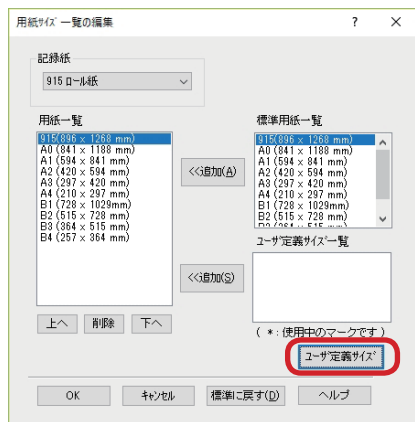 用紙ｻｲｽﾞ一覧の編集 ? ×
記録紙
915 ﾛｰﾙ紙
用紙一覧
915(896 x 1268 mm)
A0 (841 x 1188 mm)
A1 (594 x 841 mm)
A2 (420 x 594 mm)
A3 (297 x 420 mm)
A4 (210 x 297 mm)
B1 (728 x 1029mm)
B2 (515 x 728 mm)
B3 (364 x 515 mm)
B4 (257 x 364 mm)
上へ 削除 下へ
<<追加(A)
<<追加(S)
標準用紙一覧
915(896 x 1268 mm)
A0 (841 x 1188 mm)
A1 (594 x 841 mm)
A2 (420 x 594 mm)
A3 (297 x 420 mm)
A4 (210 x 297 mm)
B1 (728 x 1029mm)
B2 (515 x 728 mm)
ﾕｰｻﾞ定義ｻｲｽﾞ一覧
( *：使用中のマークです )
ﾕｰｻﾞ定義ｻｲｽﾞ
OK ｷｬﾝｾﾙ 標準に戻す(D) ヘルプ